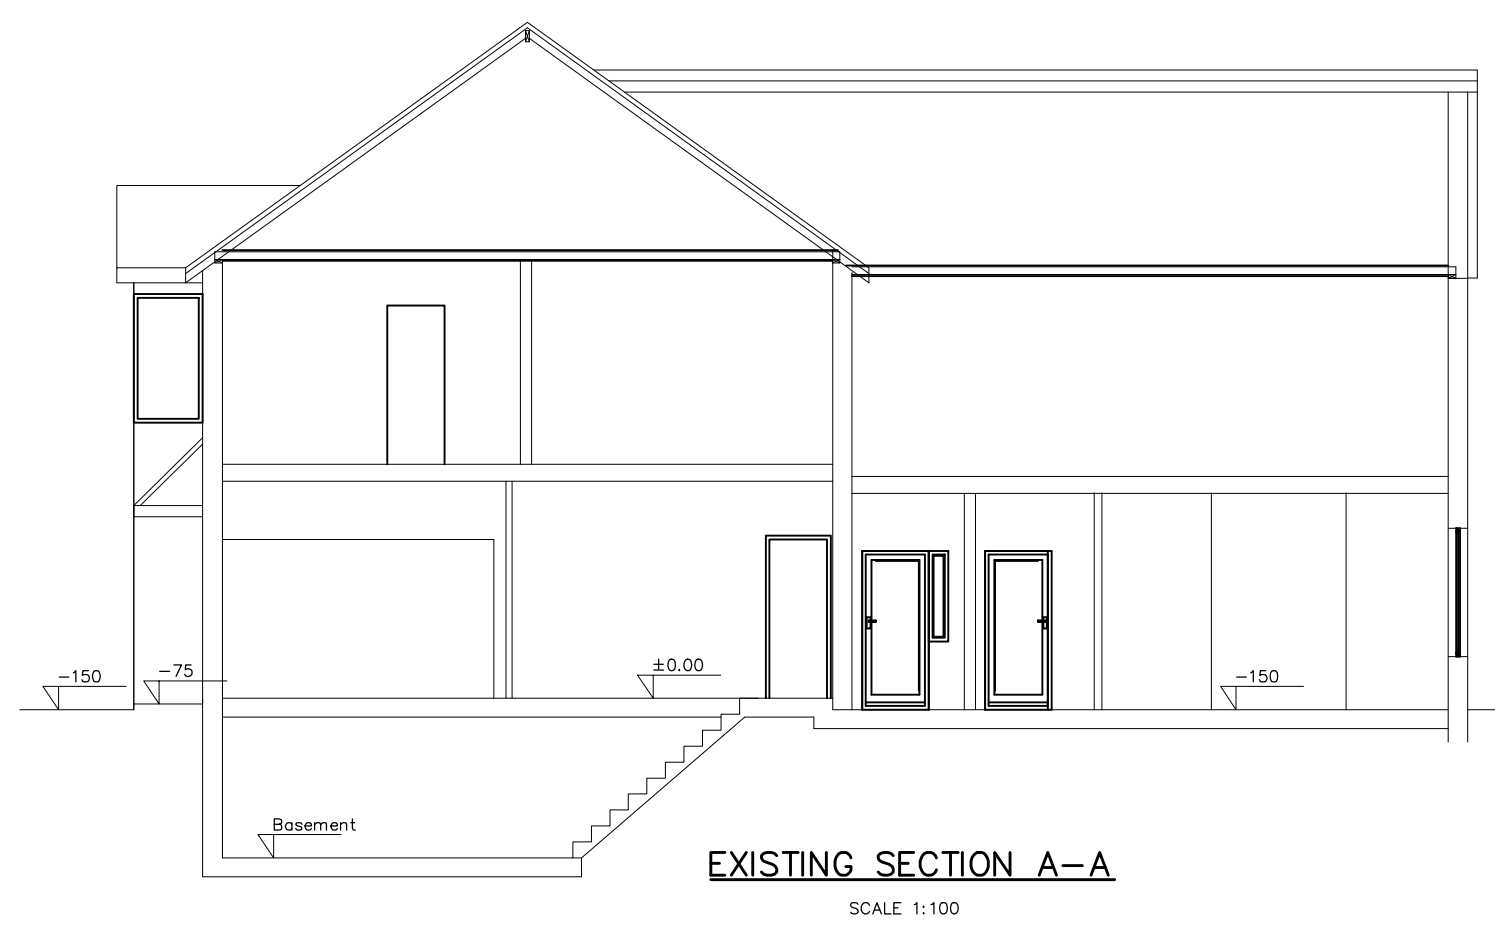 -150
-75
±0.00
-150
Basement
EXISTING SECTION A-A
SCALE 1:100